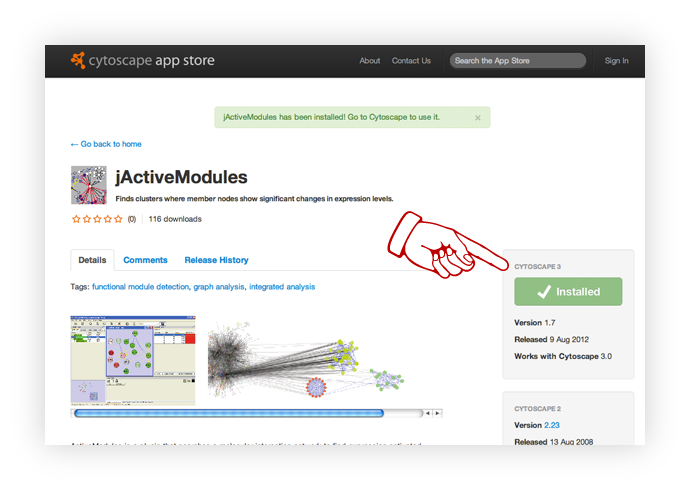 cytoscape app store
About
Contact Us
Search the App Store
Sign In
jActiveModules has been installed! Go to Cytoscape to use it.
×
← Go back to home
jActiveModules
Finds clusters where member nodes show significant changes in expression levels.
(0)
116 downloads
Details
Comments
Release History
Tags: functional module detection, graph analysis, integrated analysis
CYTOSCAPE 3
Installed
Version 1.7
Released 9 Aug 2012
Works with Cytoscape 3.0
CYTOSCAPE 2
Version 2.23
Released 13 Aug 2008